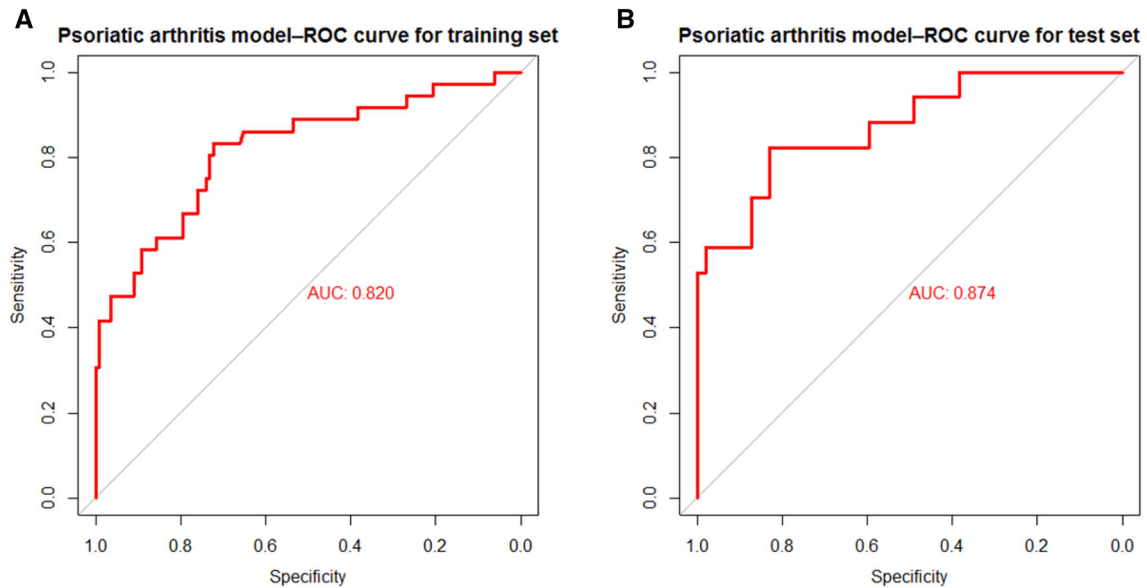 A
Psoriatic arthritis model–ROC curve for training set
Sensitivity
1.0
0.8
0.6
0.4
0.2
0.0
AUC: 0.820
1.0 0.8 0.6 0.4 0.2 0.0
Specificity
B
Psoriatic arthritis model–ROC curve for test set
Sensitivity
1.0
0.8
0.6
0.4
0.2
0.0
AUC: 0.874
1.0 0.8 0.6 0.4 0.2 0.0
Specificity